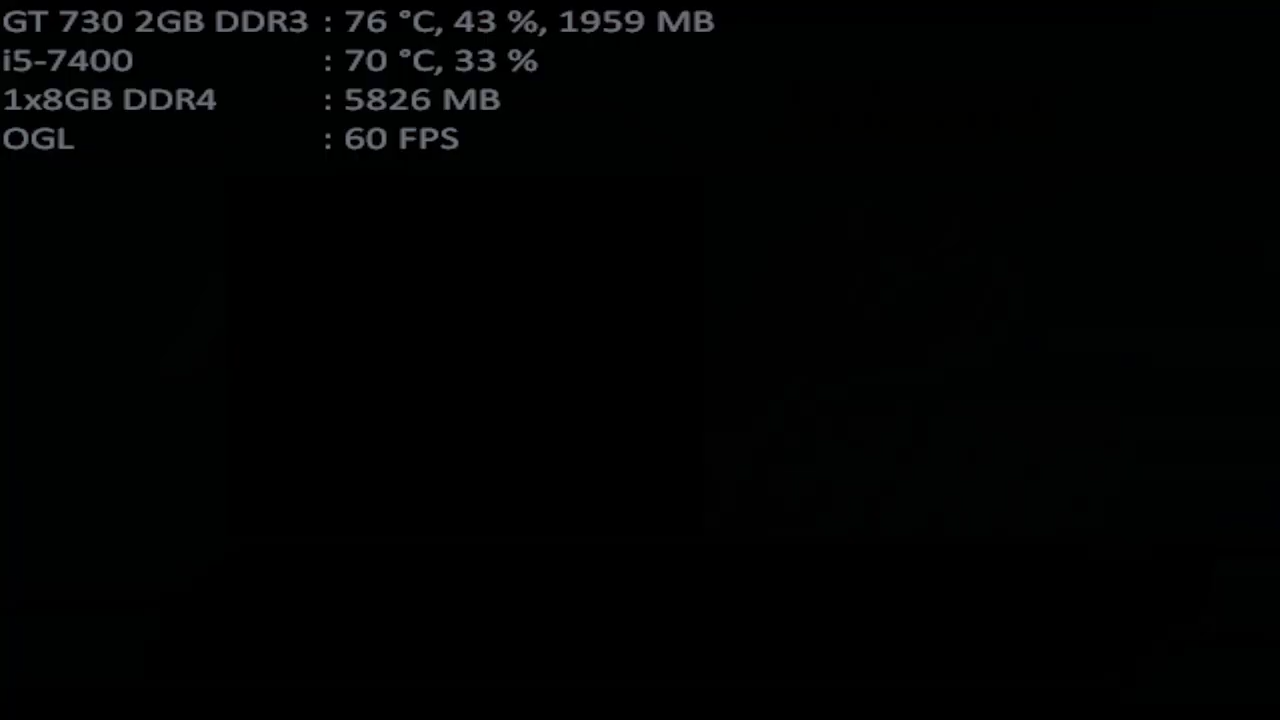 GT 730 2GB DDR3 : 76 °C, 43 %, 1959 MB
i5-7400 : 70 °C, 33 %
1x8GB DDR4 : 5826 MB
OGL : 60 FPS